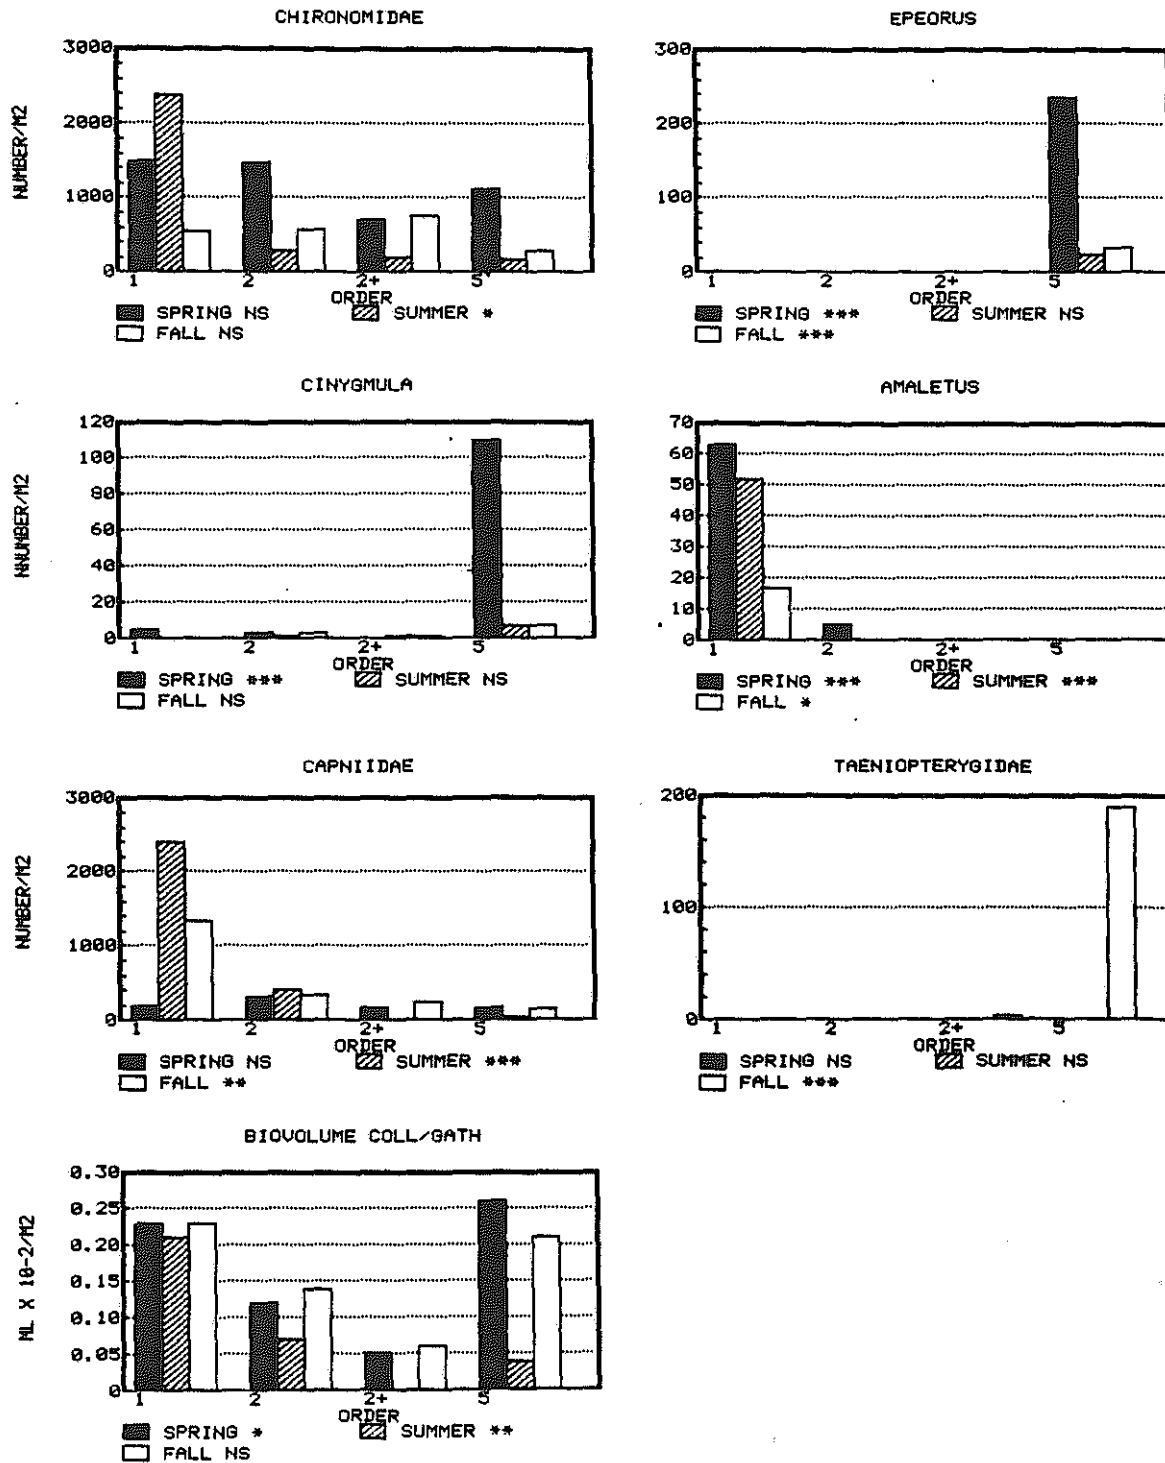 CHIRONOMIDAE
NUMBER/M2
3000
2000
1000
0
1 2 2+ 5
ORDER
SPRING NS SUMMER *
FALL NS
EPEORUS
300
200
100
0
1 2 2+ 5
ORDER
SPRING *** SUMMER NS
FALL ***
CINYGMULA
NNUMBER/M2
120
100
80
60
40
20
0
1 2 2+ 5
ORDER
SPRING *** SUMMER NS
FALL NS
AMALETUS
70
60
50
40
30
20
10
0
1 2 2+ 5
ORDER
SPRING *** SUMMER ***
FALL *
CAPNIIDAE
NUMBER/M2
3000
2000
1000
0
1 2 2+ 5
ORDER
SPRING NS SUMMER ***
FALL **
TAENIOPTERYGIDAE
200
100
0
1 2 2+ 5
ORDER
SPRING NS SUMMER NS
FALL ***
BIOVOLUME COLL/GATH
ML X 10-2/M2
0.30
0.25
0.20
0.15
0.10
0.05
0
1 2 2+ 5
ORDER
SPRING * SUMMER **
FALL NS